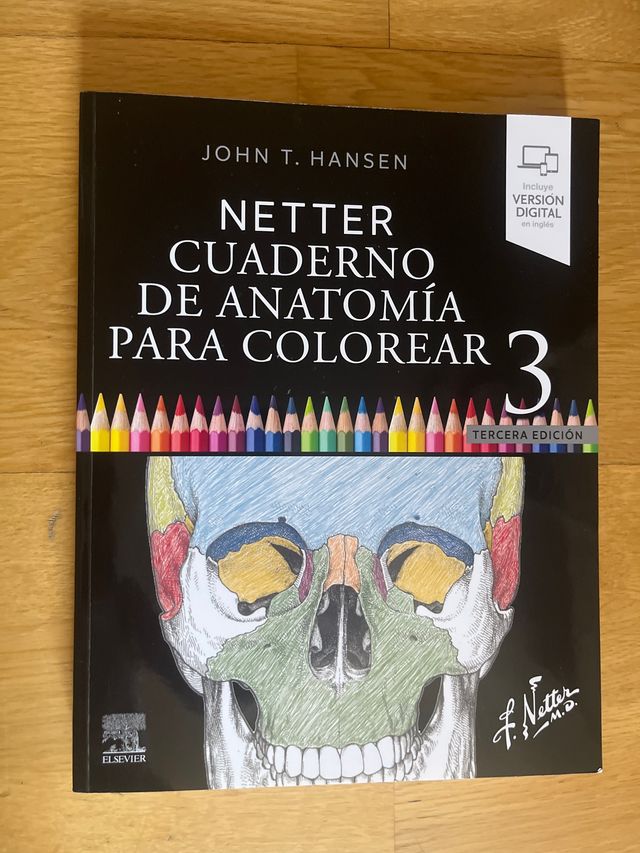 JOHN T. HANSEN
Incluye
VERSIÓN
DIGITAL
en inglés
NETTER
CUADERNO
DE ANATOMÍA
PARA COLOREAR
3
TERCERA EDICIÓN
F. Netter
M.D.
ELSEVIER